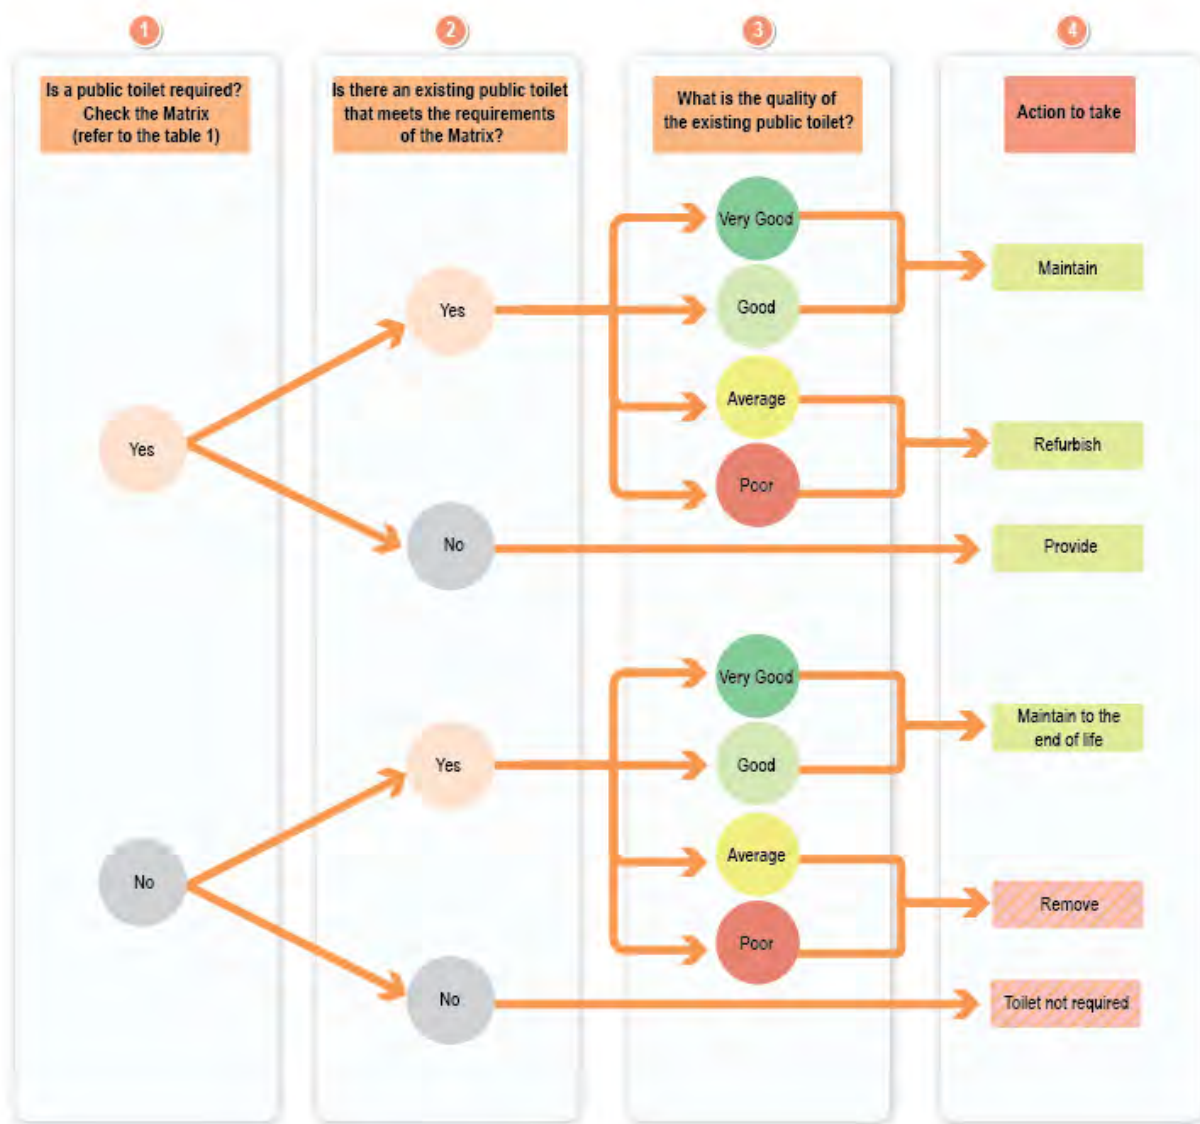 1
2
3
4
Is a public toilet required?
Check the Matrix
(refer to the table 1)
Is there an existing public toilet
that meets the requirements
of the Matrix?
What is the quality of
the existing public toilet?
Action to take
Yes
Yes
Very Good
Good
Average
Poor
Maintain
Refurbish
No
Provide
No
Yes
Very Good
Good
Average
Poor
Maintain to the
end of life
Remove
No
Toilet not required